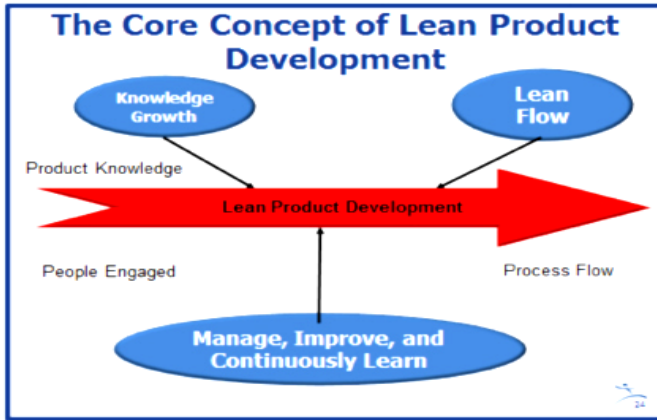 The Core Concept of Lean Product
Development
Knowledge
Growth
Lean
Flow
Product Knowledge
Lean Product Development
People Engaged
Process Flow
Manage, Improve, and
Continuously Learn
24